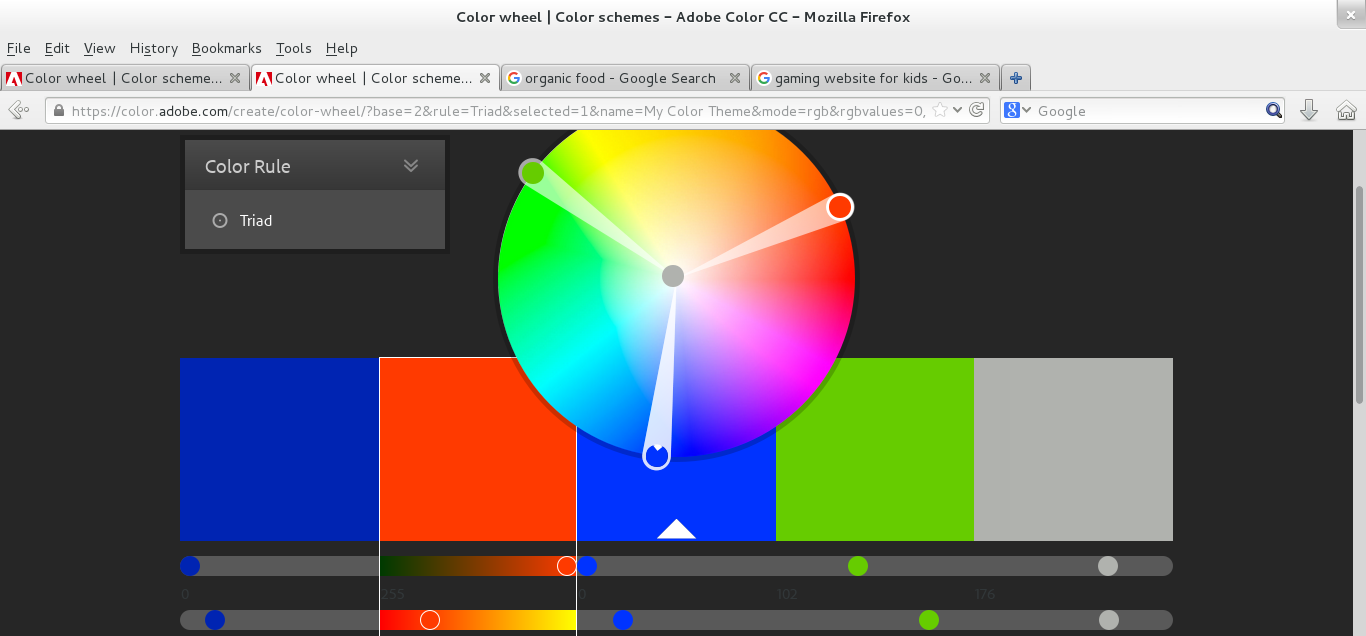 Color wheel | Color schemes - Adobe Color CC - Mozilla Firefox
File Edit View History Bookmarks Tools Help
Color wheel | Color scheme... Color wheel | Color scheme... organic food - Google Search gaming website for kids - Go...
https://color.adobe.com/create/color-wheel/?base=2&rule=Triad&selected=1&name=My Color Theme&mode=rgb&rgbvalues=0, Google
Color Rule
Triad
0 255 0 102 176